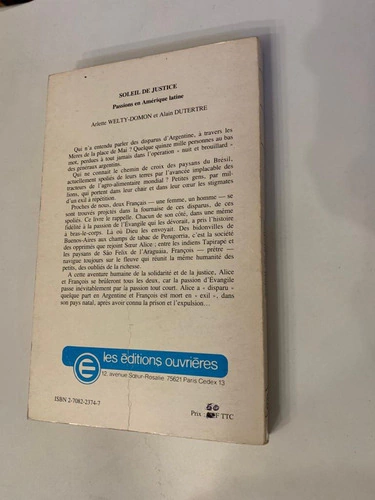 SOLEIL DE JUSTICE
Passions en Amérique latine
Arlette WELTY-DOMON et Alain DUTERTRE
Qui n'a entendu parler des disparus d'Argentine, à travers les
Mères de la place de Mai ? Quelque quinze mille personnes au bas
mot, perdues à tout jamais dans l'opération « nuit et brouillard »
des généraux argentins.
Qui ne connaît le chemin de croix des paysans du Brésil,
actuellement spoliés de leurs terres par l'avancée implacable des
tracteurs de l'agro-alimentaire mondial ? Petites gens, par mil-
lions, qui portent dans leur chair et dans leur cœur les stigmates
d'un exil à répétition.
Proches de nous, deux Français — une femme, un homme — se
sont trouvés projetés dans la fournaise de ces disparus, de ces
spoliés. Ce livre le rappelle. Chacun de son côté, dans une même
fidélité à la passion de l'Évangile qui les dévorait, a pris l'histoire
à bras-le-corps. Là où Dieu les envoyait. Des bidonvilles de
Buenos-Aires aux champs de tabac de Perugorria, c'est la société
des opprimés que rejoint Sœur Alice ; entre les indiens Tapirapé et
les paysans de São Felix de l'Araguaia, François — prêtre —
navigue toujours sur le fleuve qui réunit la même humanité des
petits, des oubliés de la richesse.
A cette aventure humaine de la solidarité et de la justice, Alice
et François se brûleront tous les deux, car la passion d'Évangile
passe inévitablement par la passion tout court. Alice a « disparu »
quelque part en Argentine et François est mort en « exil », dans
son pays natal, après avoir connu la prison et l'expulsion...
les éditions ouvrières
12, avenue Sœur-Rosalie 75621 Paris Cedex 13
ISBN 2-7082-2374-7
Prix : F TTC